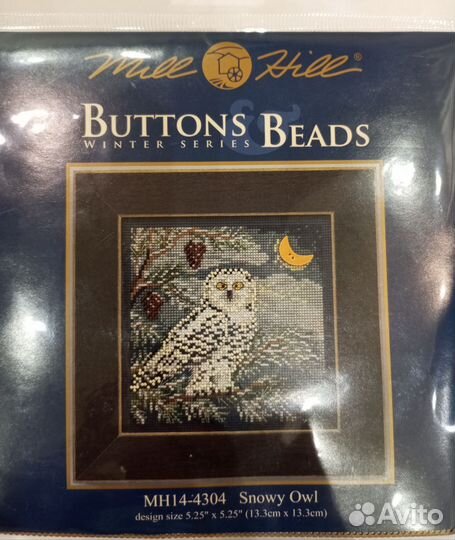 Mill Hill®
BUTTONS & BEADS
WINTER SERIES
MH14-4304 Snowy Owl
design size 5.25" x 5.25" (13.3cm x 13.3cm)
Avito